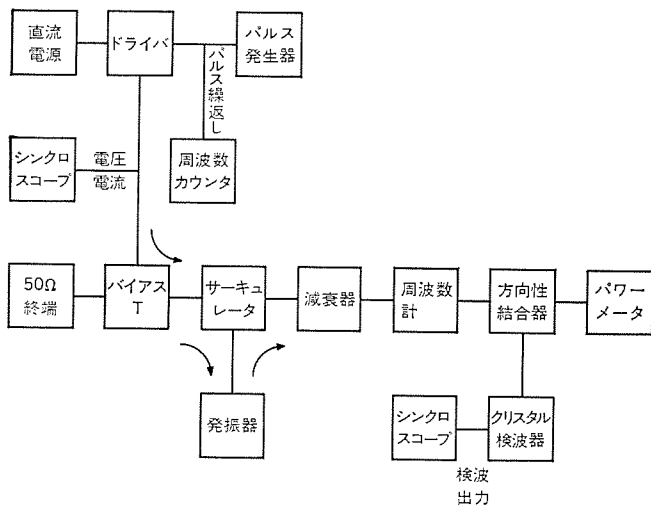 直流
電源
ドライバ
パルス
発生器
パルス繰返し
シンクロ
スコープ
電圧
電流
周波数
カウンタ
50Ω
終端
バイアス
T
サーキュ
レータ
減衰器
周波数
計
方向性
結合器
パワー
メータ
発振器
シンクロ
スコープ
クリスタル
検波器
検波
出力